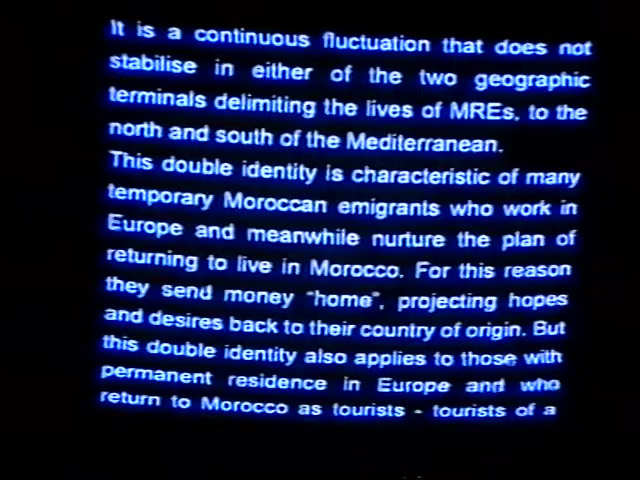 It is a continuous fluctuation that does not
stabilise in either of the two geographic
terminals delimiting the lives of MREs, to the
north and south of the Mediterranean.
This double identity is characteristic of many
temporary Moroccan emigrants who work in
Europe and meanwhile nurture the plan of
returning to live in Morocco. For this reason
they send money "home", projecting hopes
and desires back to their country of origin. But
this double identity also applies to those with
permanent residence in Europe and who
return to Morocco as tourists - tourists of a